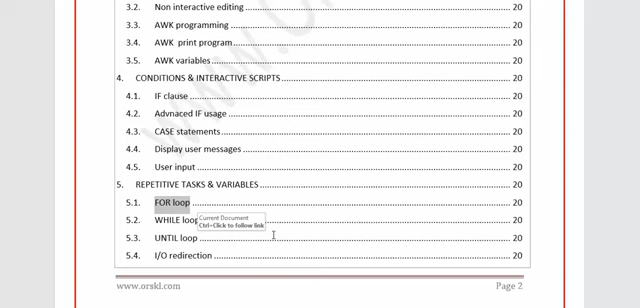 3.2. Non interactive editing ........ 20
3.3. AWK programming ........ 20
3.4. AWK  print program ........ 20
3.5. AWK variables ........ 20
4. CONDITIONS & INTERACTIVE SCRIPTS ........ 20
4.1. IF clause ........ 20
4.2. Advnaced IF usage ........ 20
4.3. CASE statements ........ 20
4.4. Display user messages ........ 20
4.5. User input ........ 20
5. REPETITIVE TASKS & VARIABLES ........ 20
5.1. FOR loop ........ 20
Current Document
5.2. WHILE loop ........ 20
Ctrl+Click to follow link
5.3. UNTIL loop ........ 20
5.4. I/O redirection ........ 20
www.orskl.com Page 2